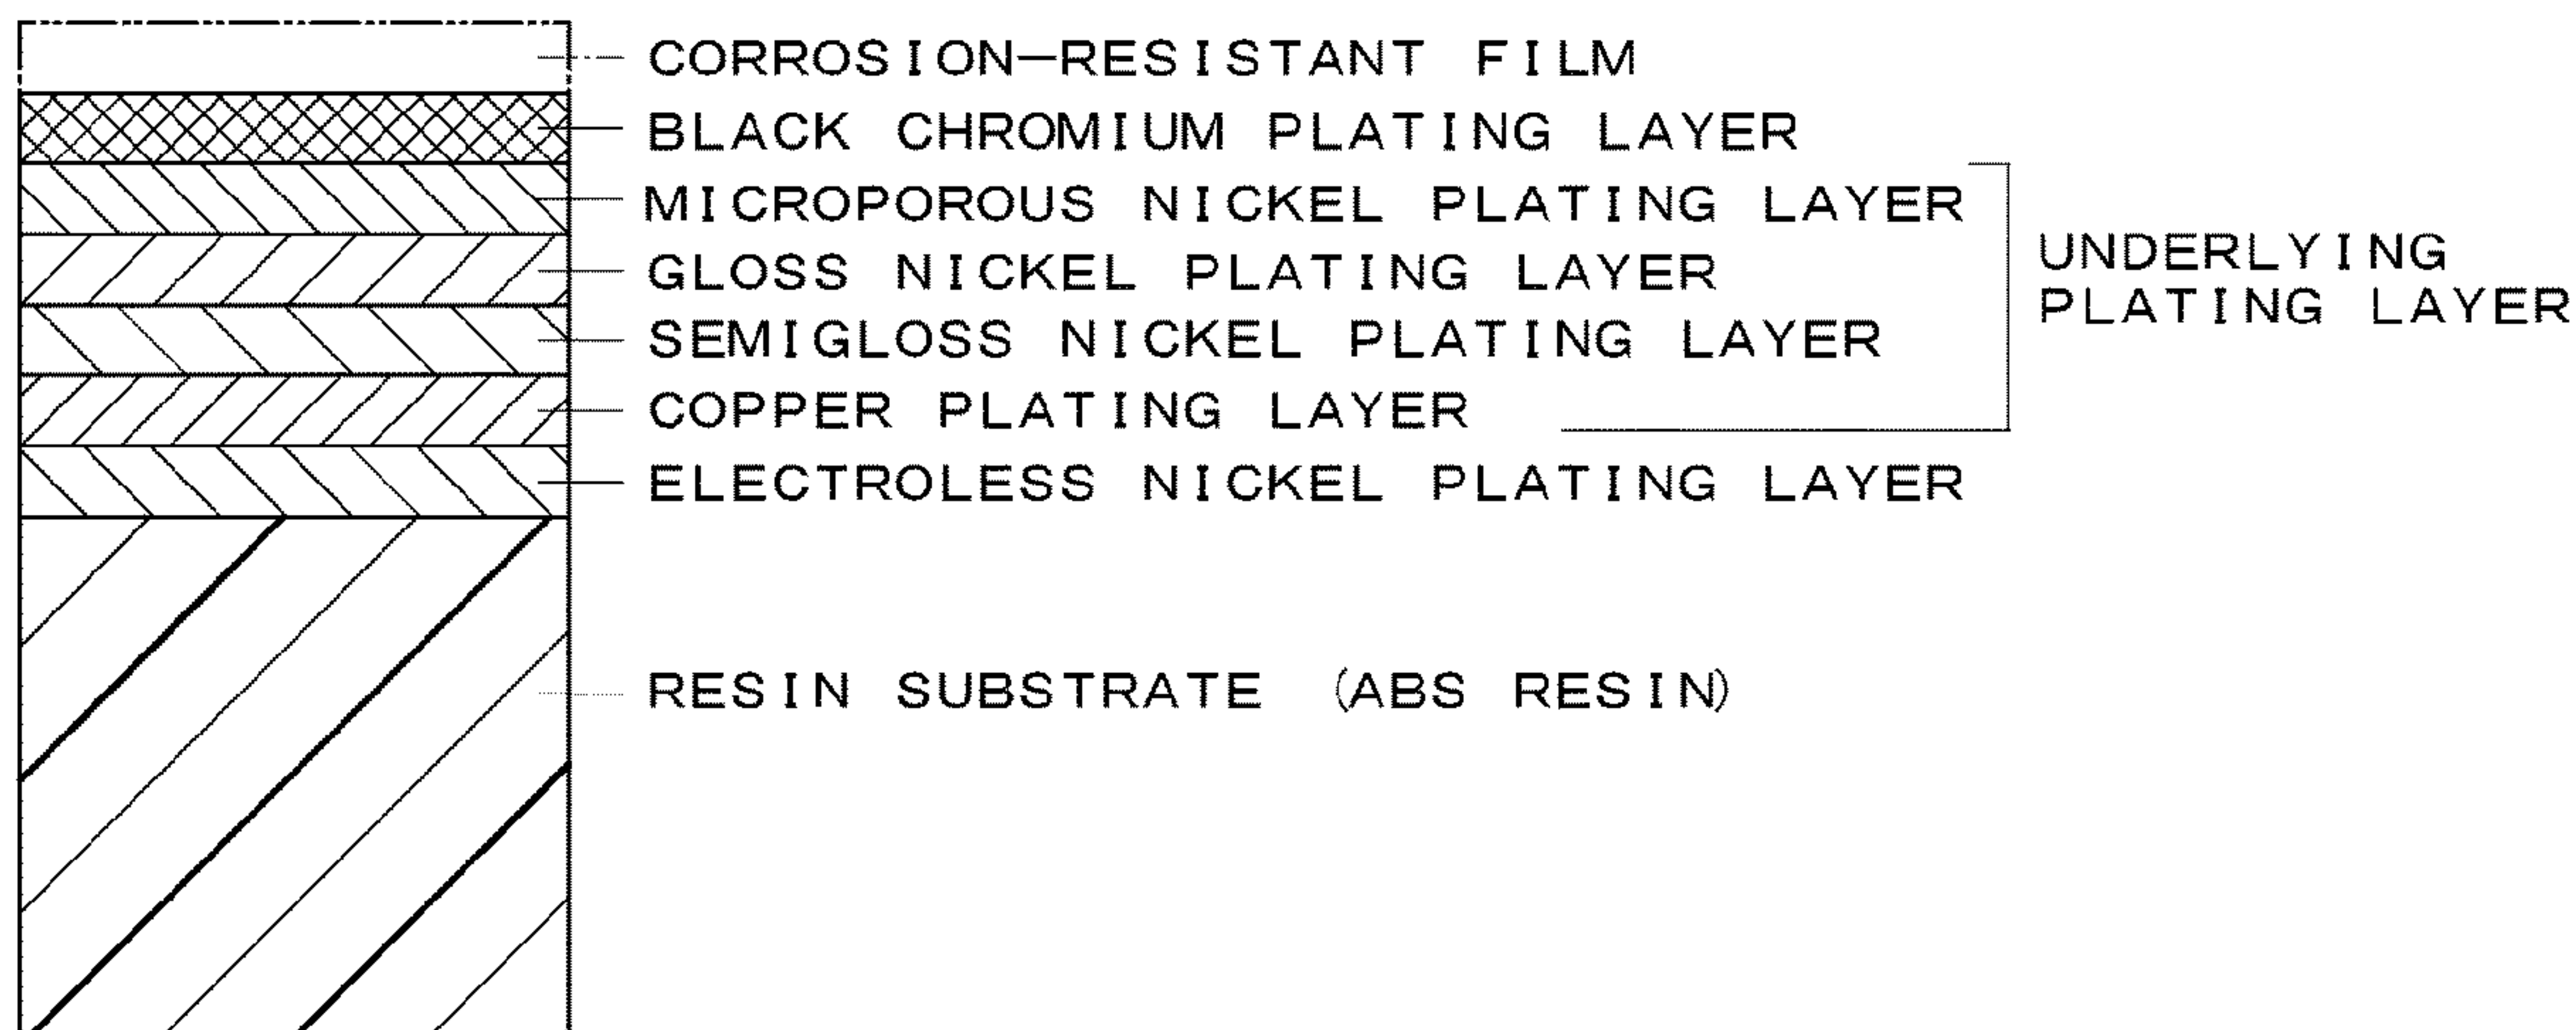 CORROSION—RESISTANT FILM
BLACK CHROMIUM PLATING LAYER
MICROPOROUS NICKEL PLATING LAYER
GLOSS NICKEL PLATING LAYER
SEMIGLOSS NICKEL PLATING LAYER
COPPER PLATING LAYER
UNDERLYING
PLATING LAYER
ELECTROLESS NICKEL PLATING LAYER
RESIN SUBSTRATE (ABS RESIN)